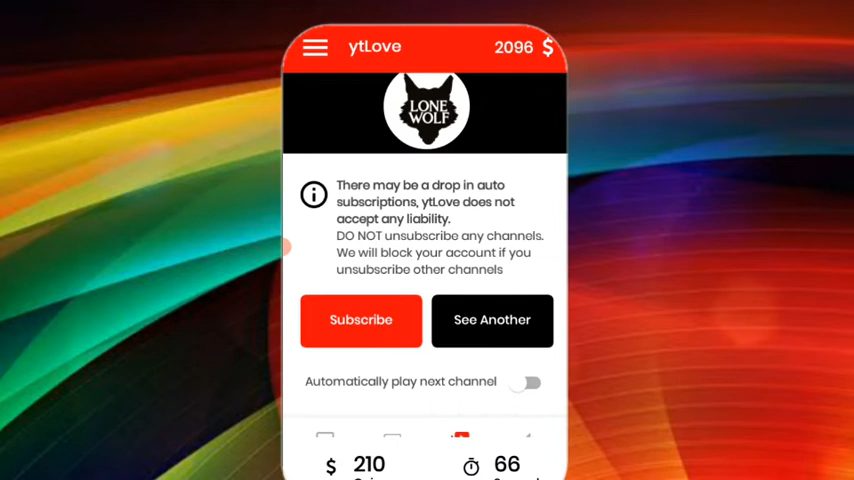 ytLove
2096 $
LONE
WOLF
There may be a drop in auto
subscriptions, ytLove does not
accept any liability.
DO NOT unsubscribe any channels.
We will block your account if you
unsubscribe other channels
Subscribe
See Another
Automatically play next channel
$ 210
66